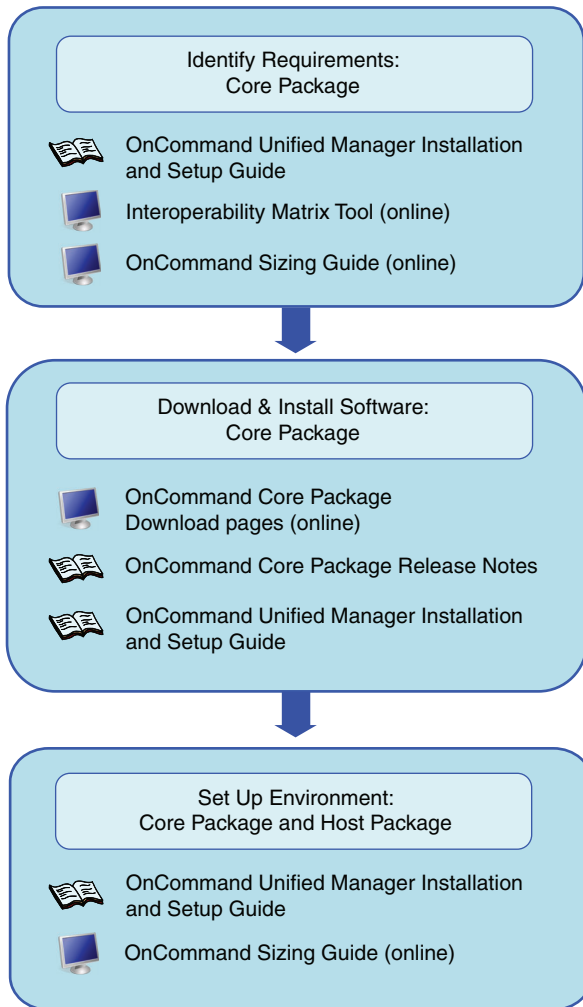 Identify Requirements:
Core Package
OnCommand Unified Manager Installation
and Setup Guide
Interoperability Matrix Tool (online)
OnCommand Sizing Guide (online)
Download & Install Software:
Core Package
OnCommand Core Package
Download pages (online)
OnCommand Core Package Release Notes
OnCommand Unified Manager Installation
and Setup Guide
Set Up Environment:
Core Package and Host Package
OnCommand Unified Manager Installation
and Setup Guide
OnCommand Sizing Guide (online)